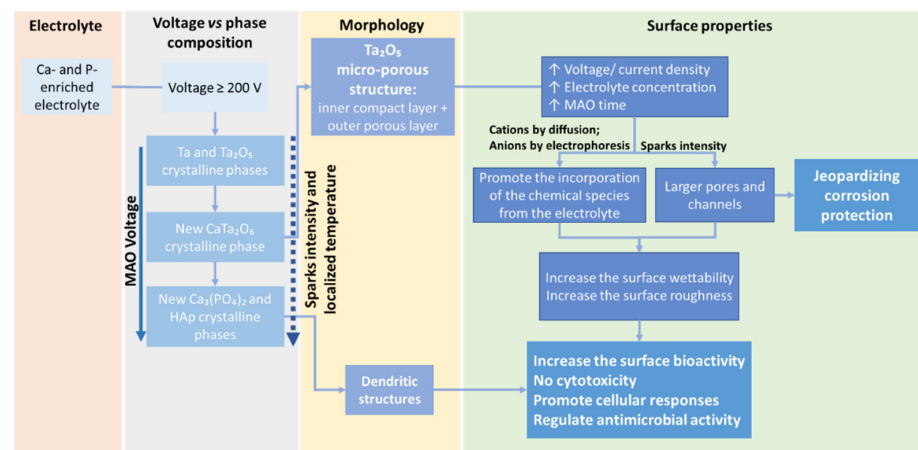 Electrolyte
Ca- and P-
enriched
electrolyte
Voltage vs phase
composition
Voltage ≥ 200 V
Ta and Ta₂O₅
crystalline phases
New CaTa₂O₆
crystalline phase
New Ca₃(PO₄)₂ and
HAp crystalline
phases
MAO Voltage
Sparks intensity and
localized temperature
Morphology
Ta₂O₅
micro-porous
structure:
inner compact layer +
outer porous layer
Dendritic
structures
Surface properties
↑ Voltage/ current density
↑ Electrolyte concentration
↑ MAO time
Cations by diffusion;
Anions by electrophoresis
Sparks intensity
Promote the incorporation
of the chemical species
from the electrolyte
Larger pores and
channels
Jeopardizing
corrosion
protection
Increase the surface wettability
Increase the surface roughness
Increase the surface bioactivity
No cytotoxicity
Promote cellular responses
Regulate antimicrobial activity